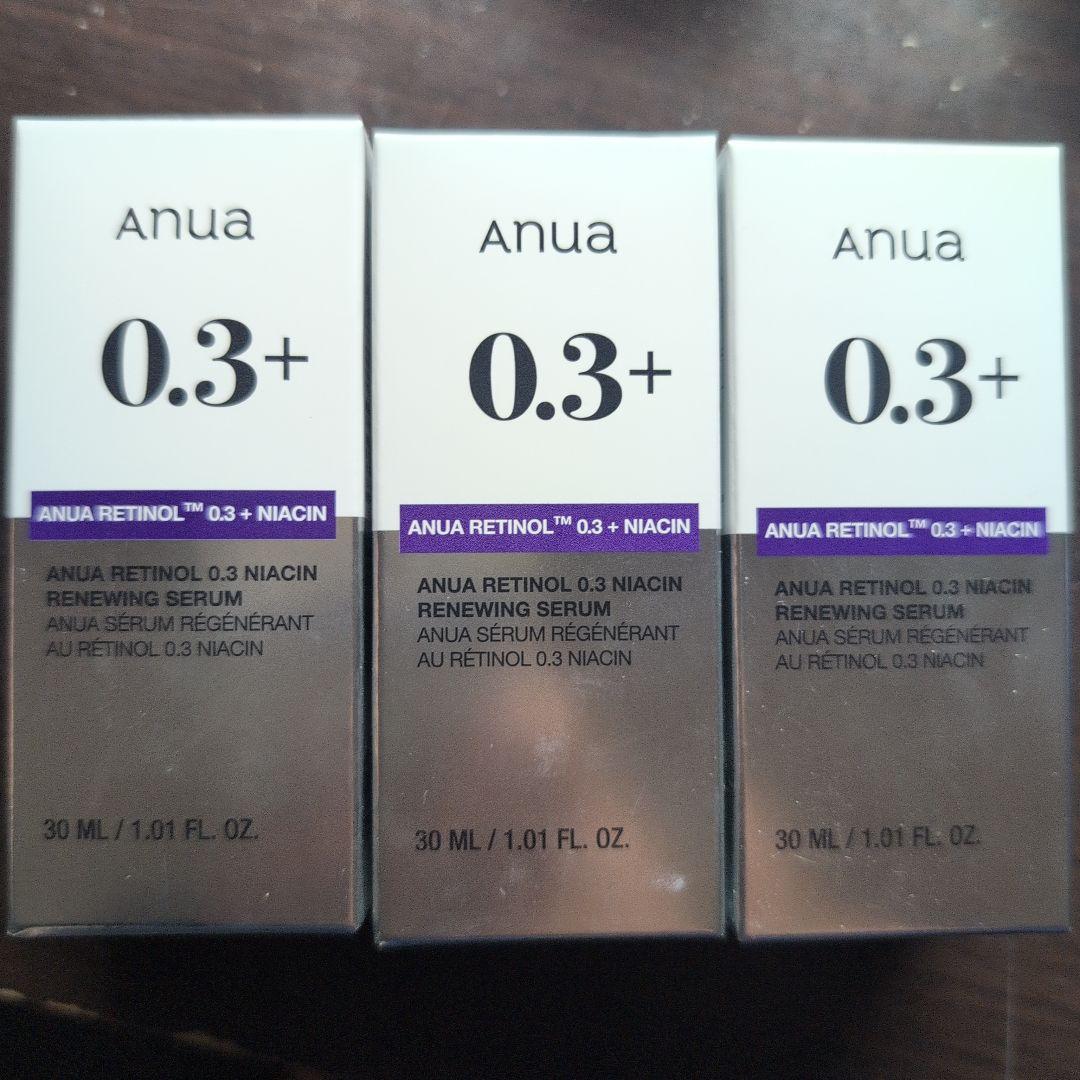 Anua
0.3+
ANUA RETINOL™ 0.3 + NIACIN
ANUA RETINOL 0.3 NIACIN
RENEWING SERUM
ANUA SÉRUM RÉGÉNÉRANT
AU RÉTINOL 0.3 NIACIN
30 ML / 1.01 FL. OZ.
Anua
0.3+
ANUA RETINOL™ 0.3 + NIACIN
ANUA RETINOL 0.3 NIACIN
RENEWING SERUM
ANUA SÉRUM RÉGÉNÉRANT
AU RÉTINOL 0.3 NIACIN
30 ML / 1.01 FL. OZ.
Anua
0.3+
ANUA RETINOL™ 0.3 + NIACIN
ANUA RETINOL 0.3 NIACIN
RENEWING SERUM
ANUA SÉRUM RÉGÉNÉRANT
AU RÉTINOL 0.3 NIACIN
30 ML / 1.01 FL. OZ.